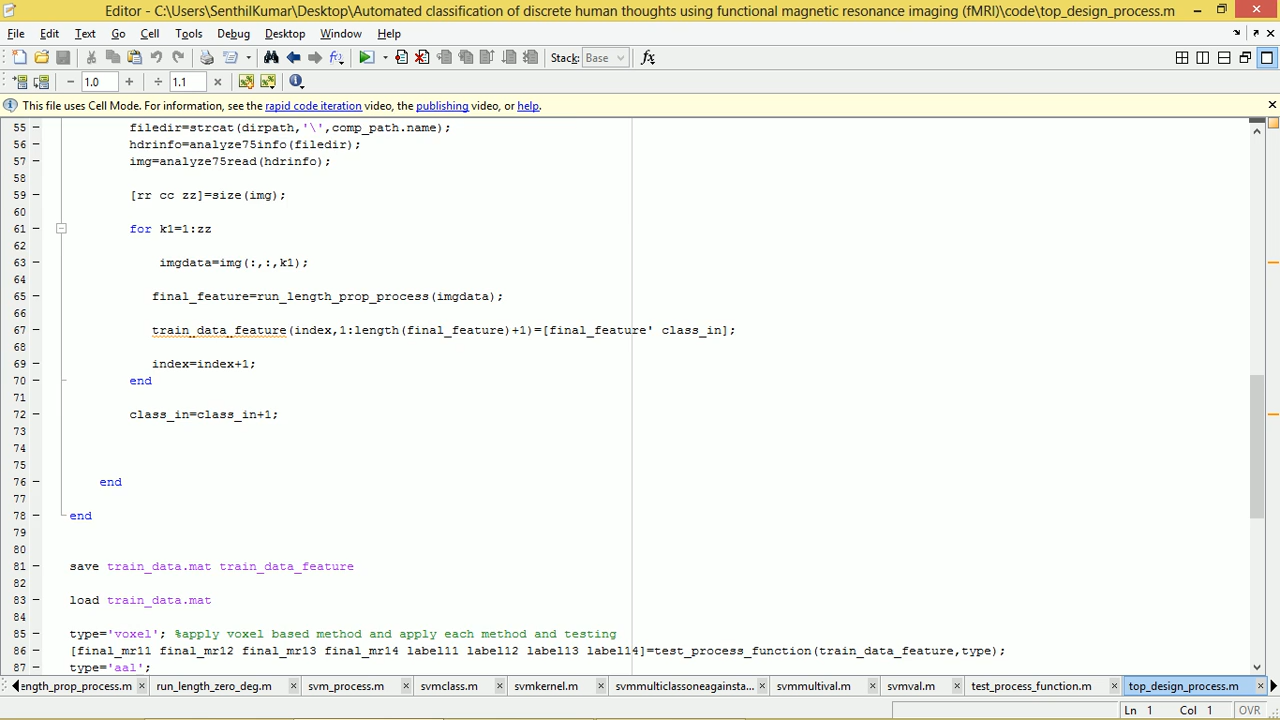 Editor - C:\Users\SenthilKumar\Desktop\Automated classification of discrete human thoughts using functional magnetic resonance imaging (fMRI)\code\top_design_process.m
File Edit Text Go Cell Tools Debug Desktop Window Help
Stack: Base fx
1.0 1.1
This file uses Cell Mode. For information, see the rapid code iteration video, the publishing video, or help.
55 filedir=strcat(dirpath,'\',comp_path.name);
56 hdrinfo=analyze75info(filedir);
57 img=analyze75read(hdrinfo);
58
59 [rr cc zz]=size(img);
60
61 for k1=1:zz
62
63 imgdata=img(:,:,k1);
64
65 final_feature=run_length_prop_process(imgdata);
66
67 train_data_feature(index,1:length(final_feature)+1)=[final_feature' class_in];
68
69 index=index+1;
70 end
71
72 class_in=class_in+1;
73
74
75
76 end
77
78 end
79
80
81 save train_data.mat train_data_feature
82
83 load train_data.mat
84
85 type='voxel'; %apply voxel based method and apply each method and testing
86 [final_mr11 final_mr12 final_mr13 final_mr14 label11 label12 label13 label14]=test_process_function(train_data_feature,type);
87 type='aal';
ength_prop_process.m run_length_zero_deg.m svm_process.m svmclass.m svmkernel.m svmmulticlassoneagainsta... svmmultival.m svmval.m test_process_function.m top_design_process.m
Ln 1 Col 1 OVR